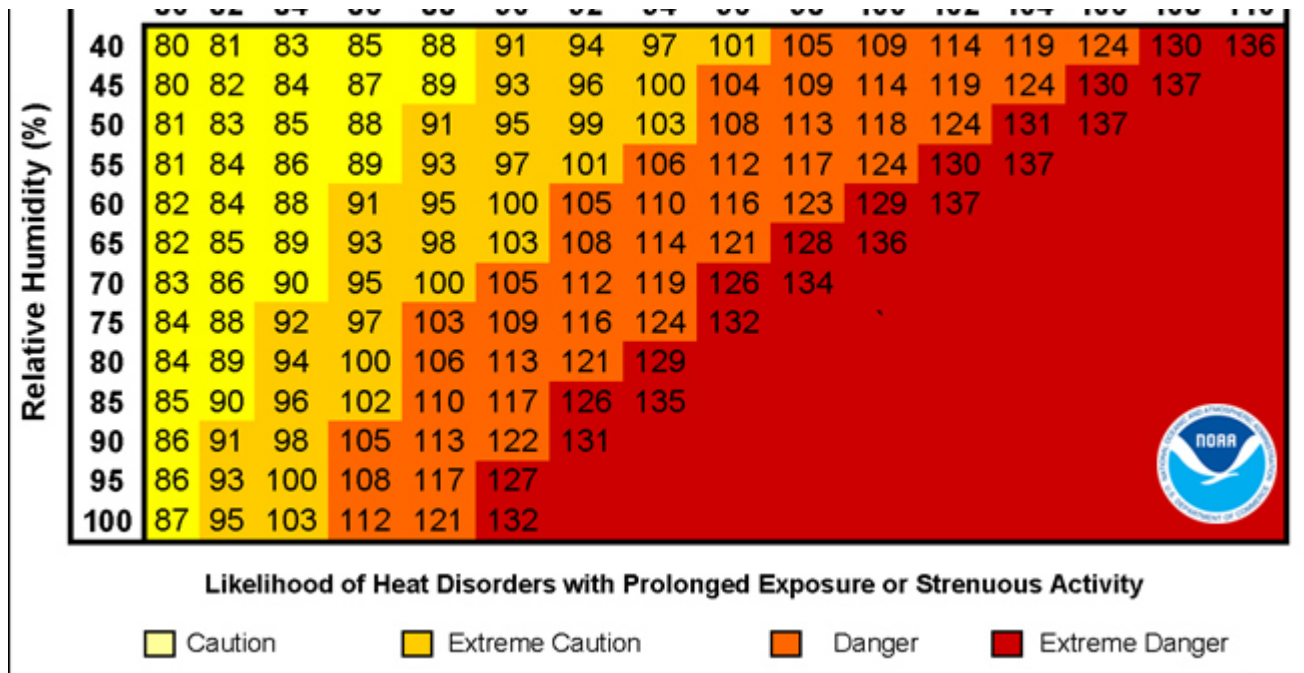 40 80 81 83 85 88 91 94 97 101 105 109 114 119 124 130 136
45 80 82 84 87 89 93 96 100 104 109 114 119 124 130 137
50 81 83 85 88 91 95 99 103 108 113 118 124 131 137
55 81 84 86 89 93 97 101 106 112 117 124 130 137
60 82 84 88 91 95 100 105 110 116 123 129 137
65 82 85 89 93 98 103 108 114 121 128 136
70 83 86 90 95 100 105 112 119 126 134
75 84 88 92 97 103 109 116 124 132
80 84 89 94 100 106 113 121 129
85 85 90 96 102 110 117 126 135
90 86 91 98 105 113 122 131
95 86 93 100 108 117 127
100 87 95 103 112 121 132
Relative Humidity (%)
NATIONAL OCEANIC AND ATMOSPHERIC ADMINISTRATION
NOAA
U.S. DEPARTMENT OF COMMERCE
Likelihood of Heat Disorders with Prolonged Exposure or Strenuous Activity
Caution Extreme Caution Danger Extreme Danger